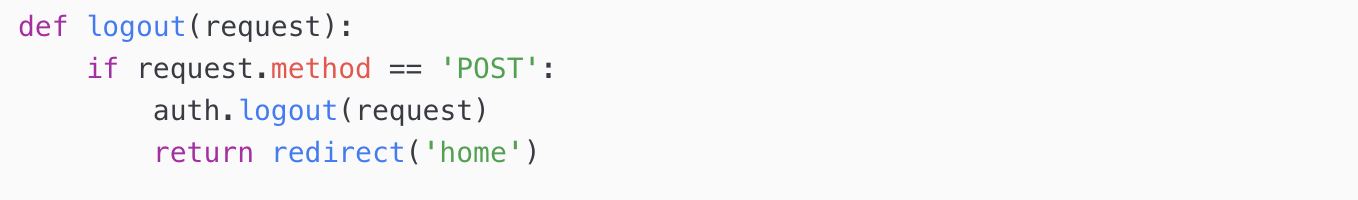 def logout(request):
    if request.method == 'POST':
        auth.logout(request)
        return redirect('home')